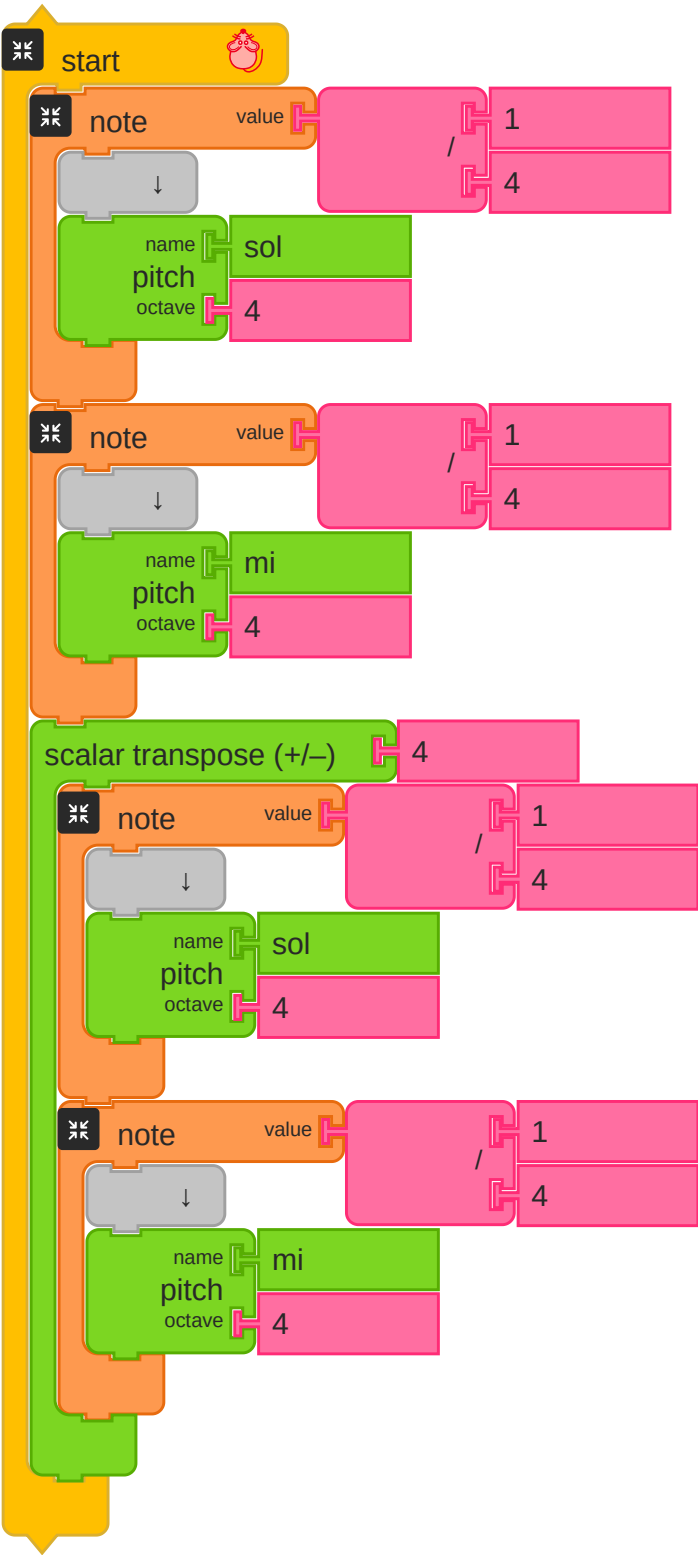 start
note value 1
/
4
↓
name sol
pitch
octave 4
note value 1
/
4
↓
name mi
pitch
octave 4
scalar transpose (+/–) 4
note value 1
/
4
↓
name sol
pitch
octave 4
note value 1
/
4
↓
name mi
pitch
octave 4